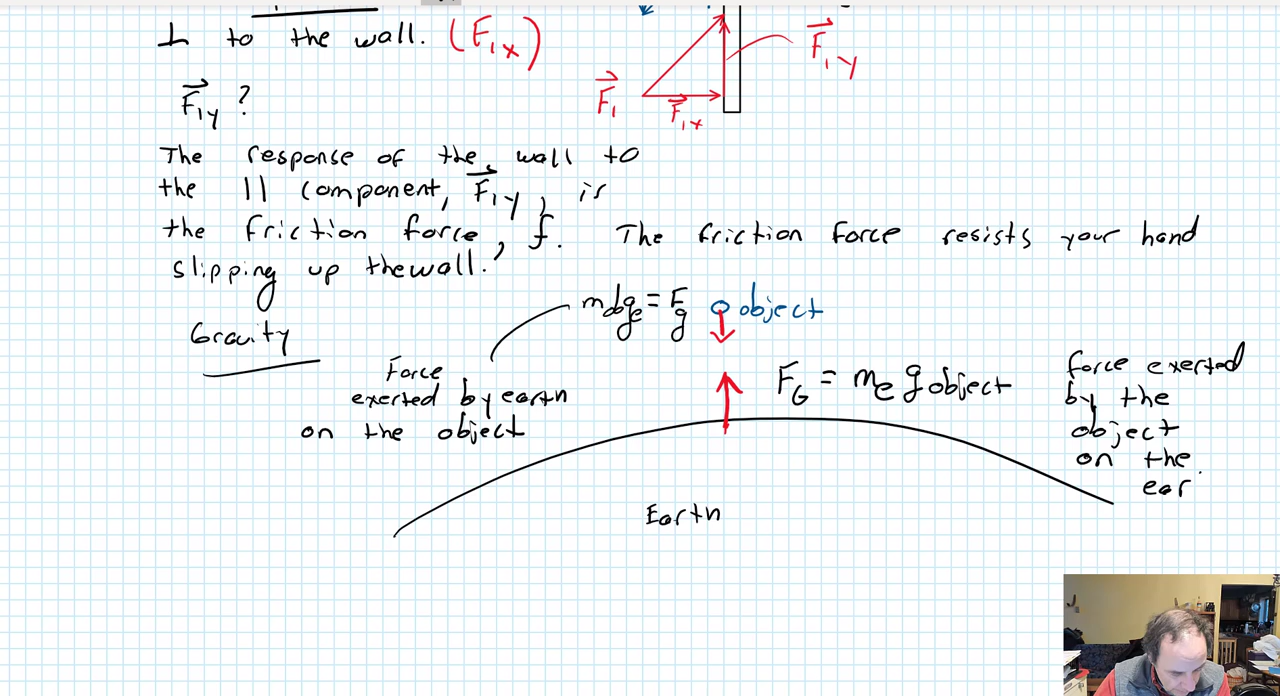 ⊥ to the wall. (F1x)
F1y
F1
F1x
F1y?
The response of the wall to
the || component, F1y, is
the friction force, f. The friction force resists your hand
slipping up the wall.
Gravity
Fg
object
Force
exerted by earth
on the object
FG = me g object
force exerted
by the
object
on the
ear
Earth